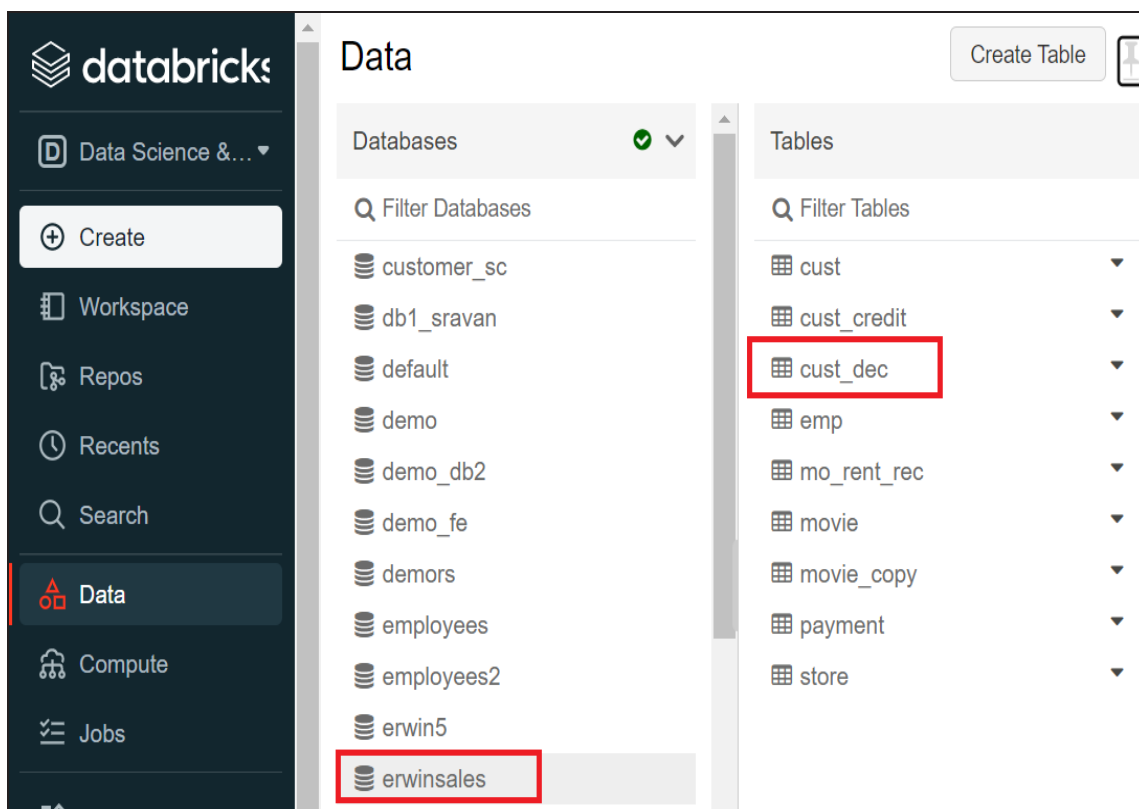 databricks
Data Science &...
Create
Workspace
Repos
Recents
Search
Data
Compute
Jobs
Data
Create Table
Databases
Filter Databases
customer_sc
db1_sravan
default
demo
demo_db2
demo_fe
demors
employees
employees2
erwin5
erwinsales
Tables
Filter Tables
cust
cust_credit
cust_dec
emp
mo_rent_rec
movie
movie_copy
payment
store